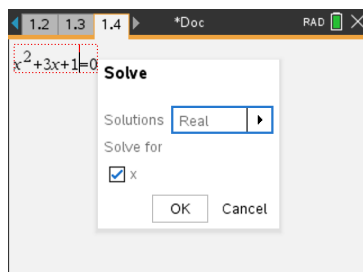 1.2 1.3 1.4 *Doc RAD
x²+3x+1=0
Solve
Solutions Real
Solve for
x
OK Cancel